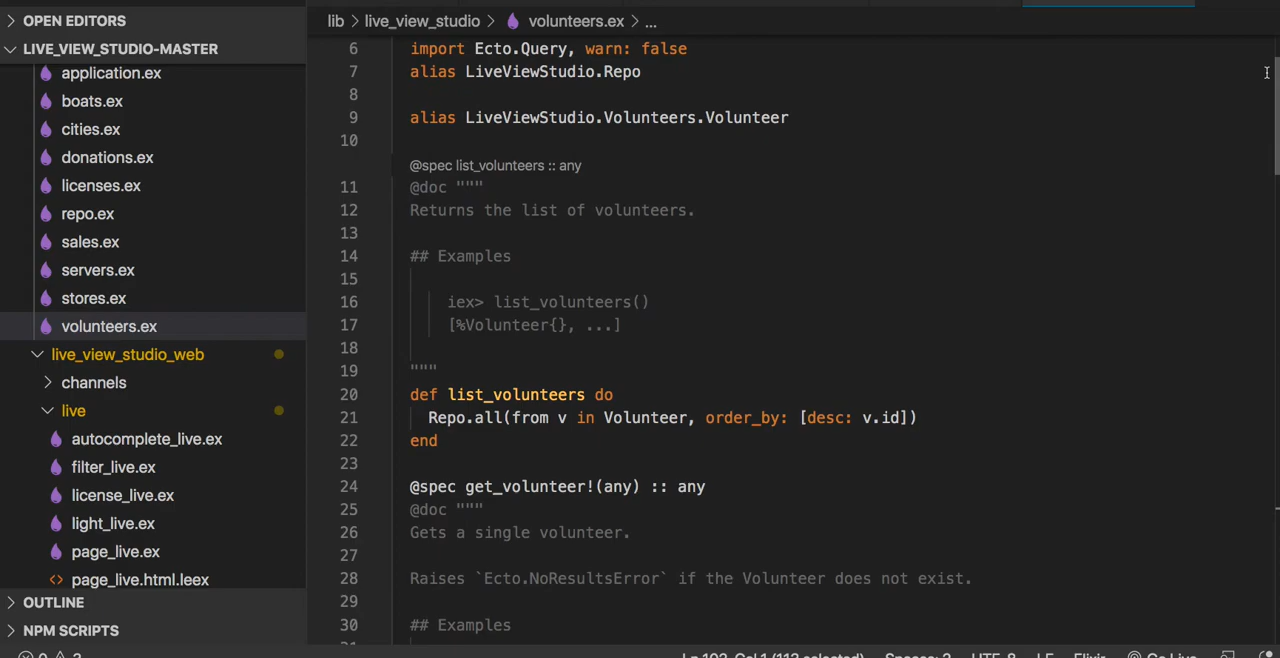 OPEN EDITORS
LIVE_VIEW_STUDIO-MASTER
application.ex
boats.ex
cities.ex
donations.ex
licenses.ex
repo.ex
sales.ex
servers.ex
stores.ex
volunteers.ex
live_view_studio_web
channels
live
autocomplete_live.ex
filter_live.ex
license_live.ex
light_live.ex
page_live.ex
<> page_live.html.leex
OUTLINE
NPM SCRIPTS
lib > live_view_studio > volunteers.ex > ...
6 import Ecto.Query, warn: false
7 alias LiveViewStudio.Repo
8
9 alias LiveViewStudio.Volunteers.Volunteer
10
@spec list_volunteers :: any
11 @doc """
12 Returns the list of volunteers.
13
14 ## Examples
15
16 iex> list_volunteers()
17 [%Volunteer{}, ...]
18
19 """
20 def list_volunteers do
21 Repo.all(from v in Volunteer, order_by: [desc: v.id])
22 end
23
24 @spec get_volunteer!(any) :: any
25 @doc """
26 Gets a single volunteer.
27
28 Raises `Ecto.NoResultsError` if the Volunteer does not exist.
29
30 ## Examples